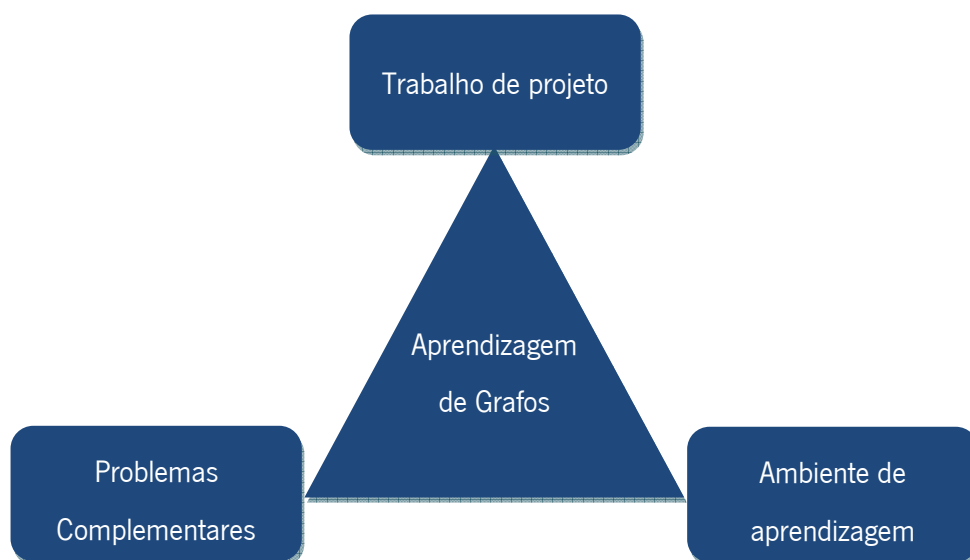 Trabalho de projeto
Aprendizagem
de Grafos
Problemas
Complementares
Ambiente de
aprendizagem